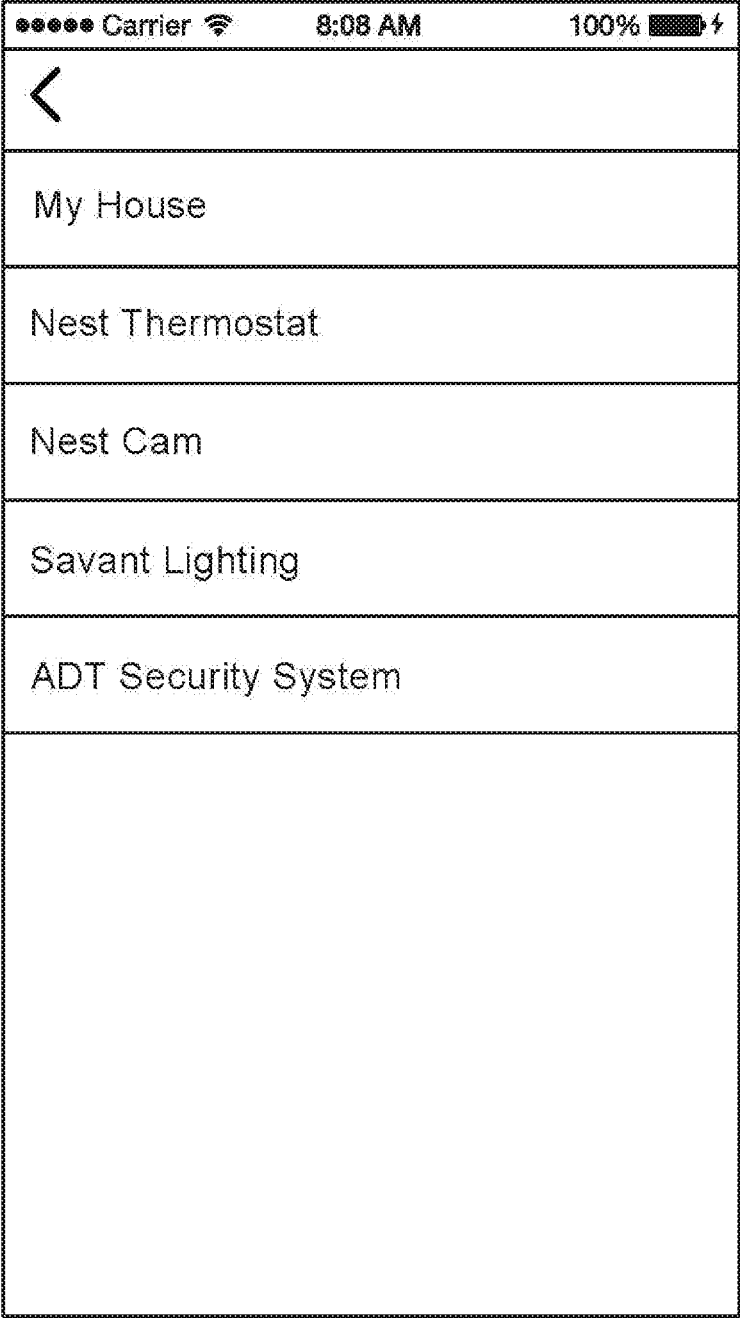 Carrier 8:08 AM 100%
My House
Nest Thermostat
Nest Cam
Savant Lighting
ADT Security System